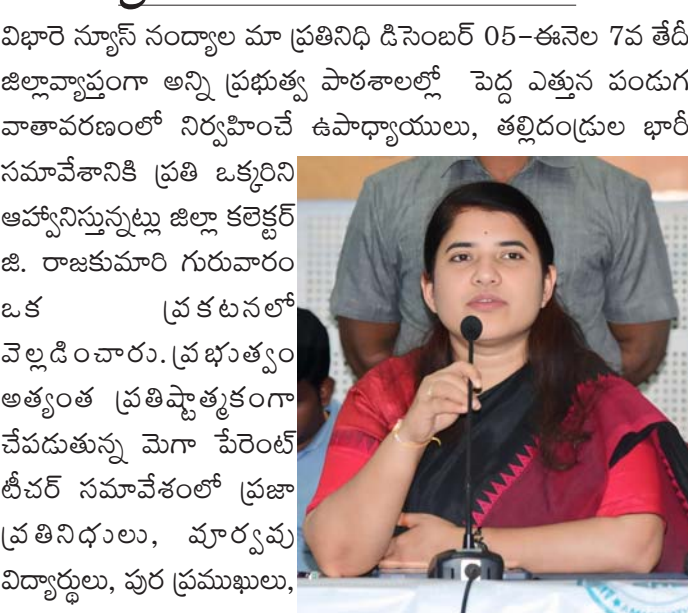 విభారె న్యూస్ నంద్యాల మా ప్రతినిధి డిసెంబర్ 05-ఈనెల 7వ తేదీ
జిల్లావ్యాప్తంగా అన్ని ప్రభుత్వ పాఠశాలల్లో పెద్ద ఎత్తున పండుగ
వాతావరణంలో నిర్వహించే ఉపాధ్యాయులు, తల్లిదండ్రుల భారీ
సమావేశానికి ప్రతి ఒక్కరిని
ఆహ్వానిస్తున్నట్లు జిల్లా కలెక్టర్
జి. రాజకుమారి గురువారం
ఒక ప్రకటనలో
వెల్లడించారు.ప్రభుత్వం
అత్యంత ప్రతిష్టాత్మకంగా
చేపడుతున్న మెగా పేరెంట్
టీచర్ సమావేశంలో ప్రజా
ప్రతినిధులు, పూర్వపు
విద్యార్థులు, పుర ప్రముఖులు,